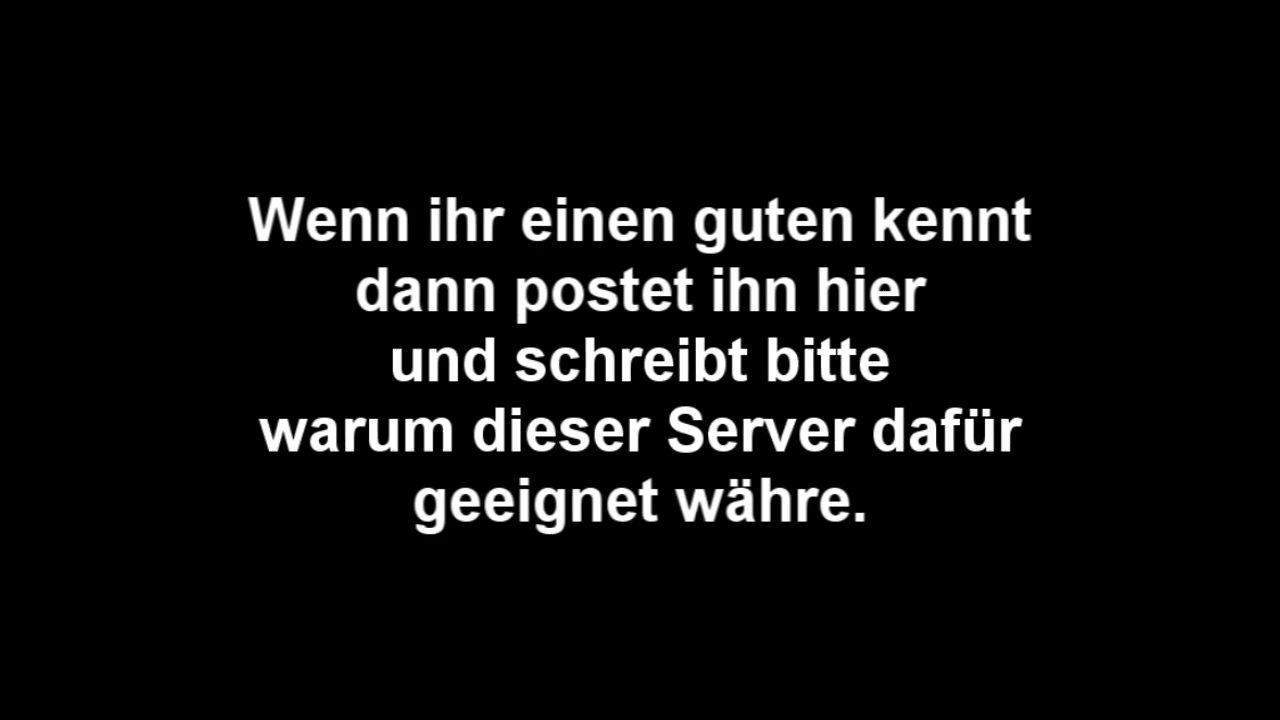 Wenn ihr einen guten kennt
dann postet ihn hier
und schreibt bitte
warum dieser Server dafür
geeignet währe.